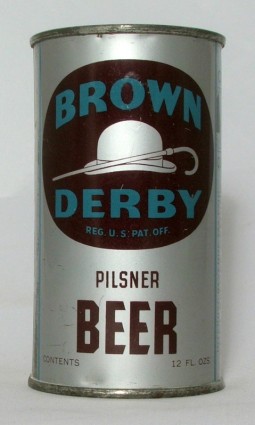 BROWN
DERBY
REG. U.S. PAT. OFF.
PILSNER
BEER
CONTENTS 12 FL. OZS.